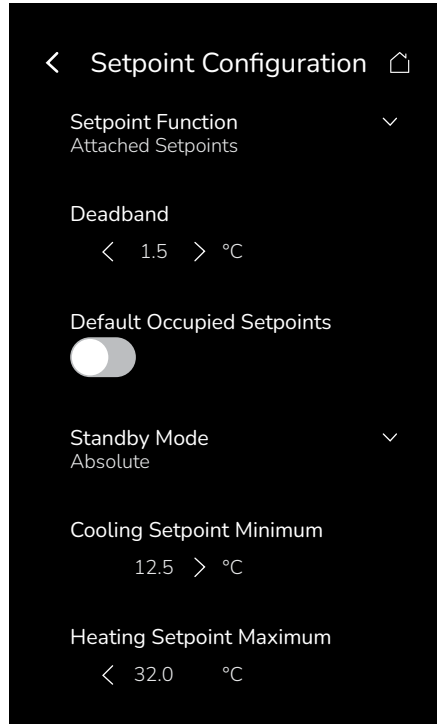 Setpoint Configuration
Setpoint Function
Attached Setpoints
Deadband
1.5 °C
Default Occupied Setpoints
Standby Mode
Absolute
Cooling Setpoint Minimum
12.5 °C
Heating Setpoint Maximum
32.0 °C